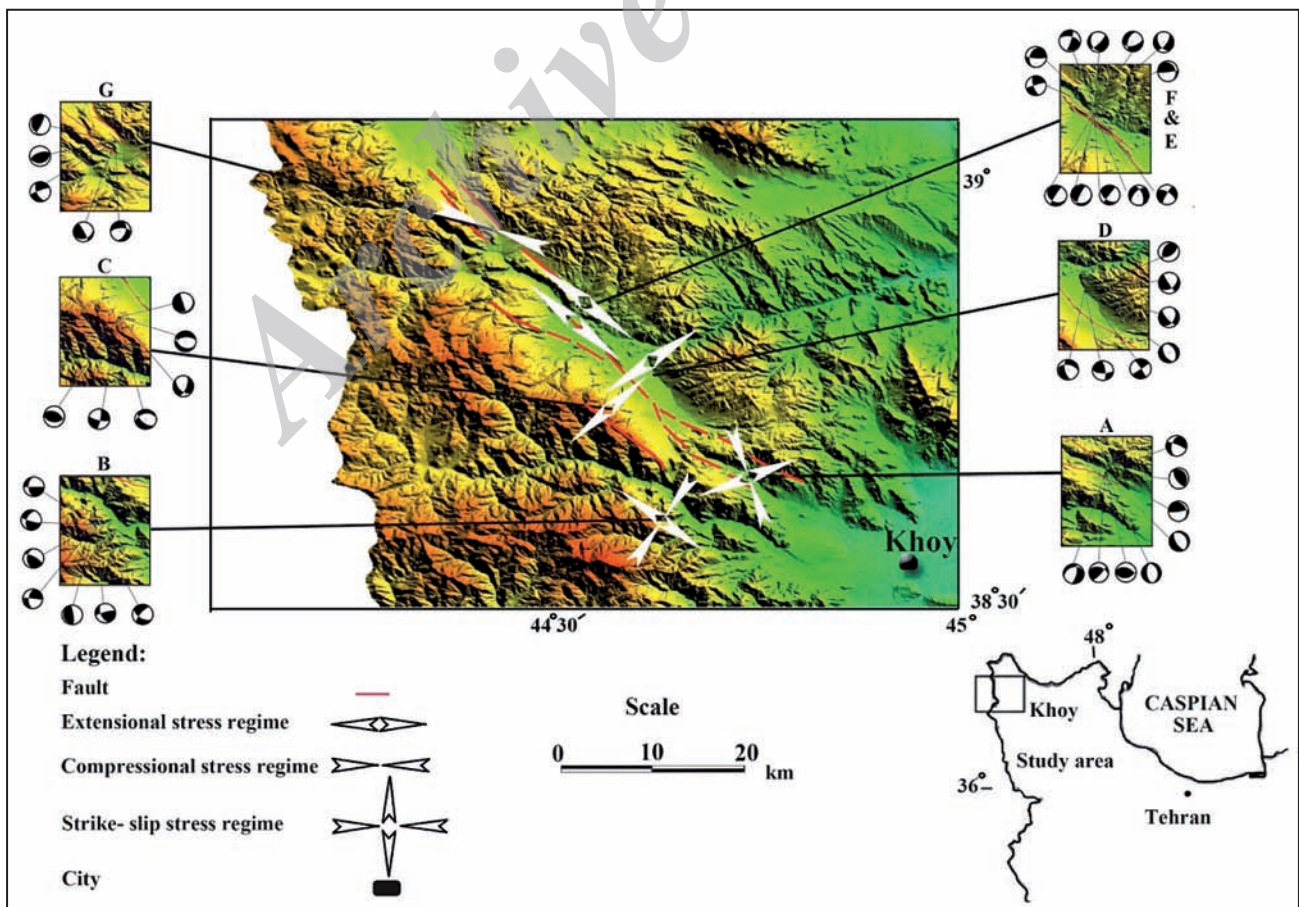 Archive
G
C
B
F
&
E
D
A
39°
Khoy
38°30´
44°30´
45°
Legend:
Fault
Extensional stress regime
Compressional stress regime
Strike- slip stress regime
City
Scale
0 10 20
km
48°
CASPIAN
SEA
Khoy
Study area
36°
Tehran